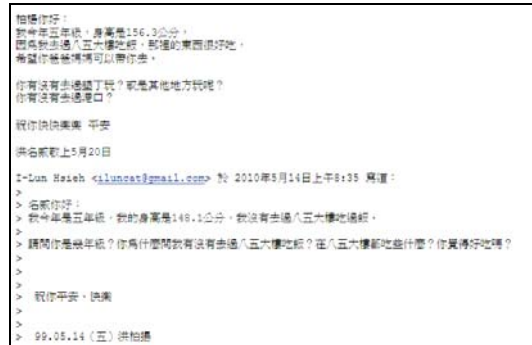 柏楊你好：
我今年五年級，身高是156.3公分，
因為我去過八五大樓吃飯，那裡的東西很好吃，
希望你爸爸媽媽可以帶你去。
你有沒有去過墾丁玩？或是其他地方玩呢？
你有沒有去過港口？
祝你快快樂樂 平安
洪名 敬上5月20日
I-Lun Hsieh <iluncat@gmail.com> 於 2010年5月14日上午8:35 寫道：
>
> 名 你好：
> 我今年是五年級，我的身高是148.1公分，我沒有去過八五大樓吃過飯，
>
> 請問你是幾年級？你為什麼問我有沒有去過八五大樓吃飯？在八五大樓都吃些什麼？你覺得好吃嗎？
>
>
>
> 祝你平安、快樂
>
>
> 99.05.14（五）洪柏楊